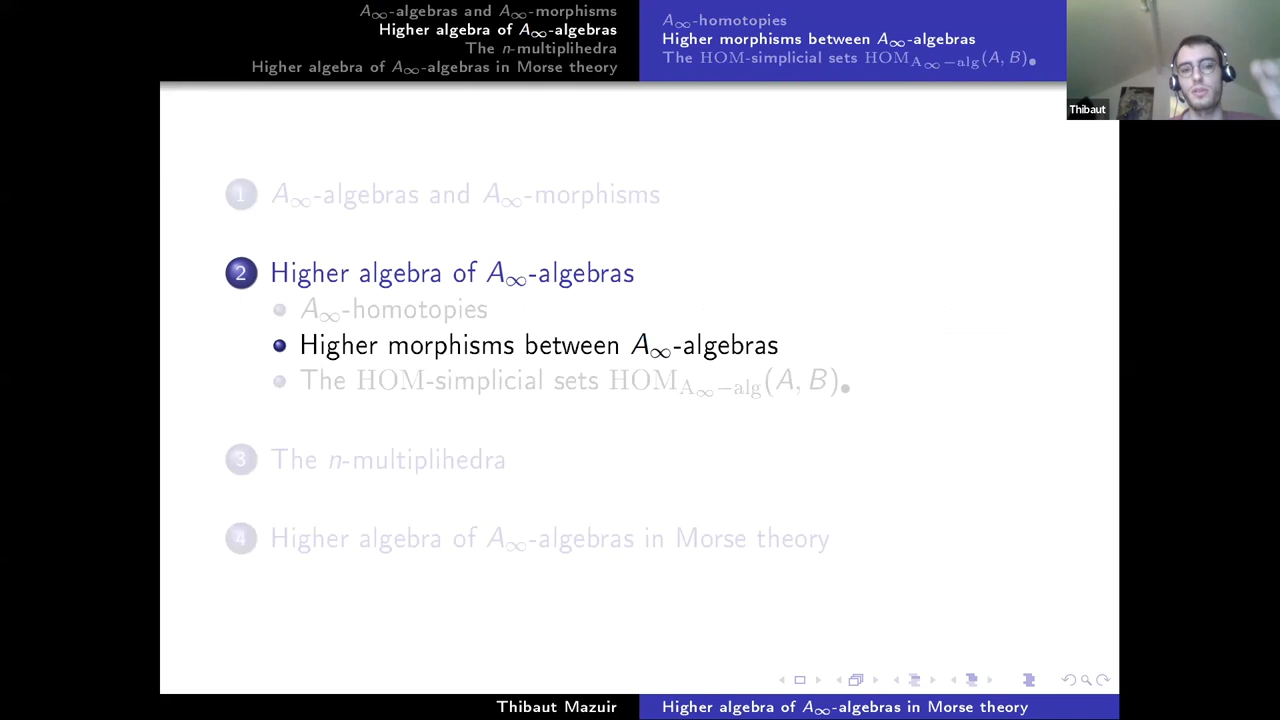 A∞-algebras and A∞-morphisms
Higher algebra of A∞-algebras
The n-multiplihedra
Higher algebra of A∞-algebras in Morse theory
A∞-homotopies
Higher morphisms between A∞-algebras
The HOM-simplicial sets HOM_{A∞−alg}(A, B)•
Thibaut
1 A∞-algebras and A∞-morphisms
2 Higher algebra of A∞-algebras
A∞-homotopies
Higher morphisms between A∞-algebras
The HOM-simplicial sets HOM_{A∞−alg}(A, B)•
3 The n-multiplihedra
4 Higher algebra of A∞-algebras in Morse theory
Thibaut Mazuir
Higher algebra of A∞-algebras in Morse theory